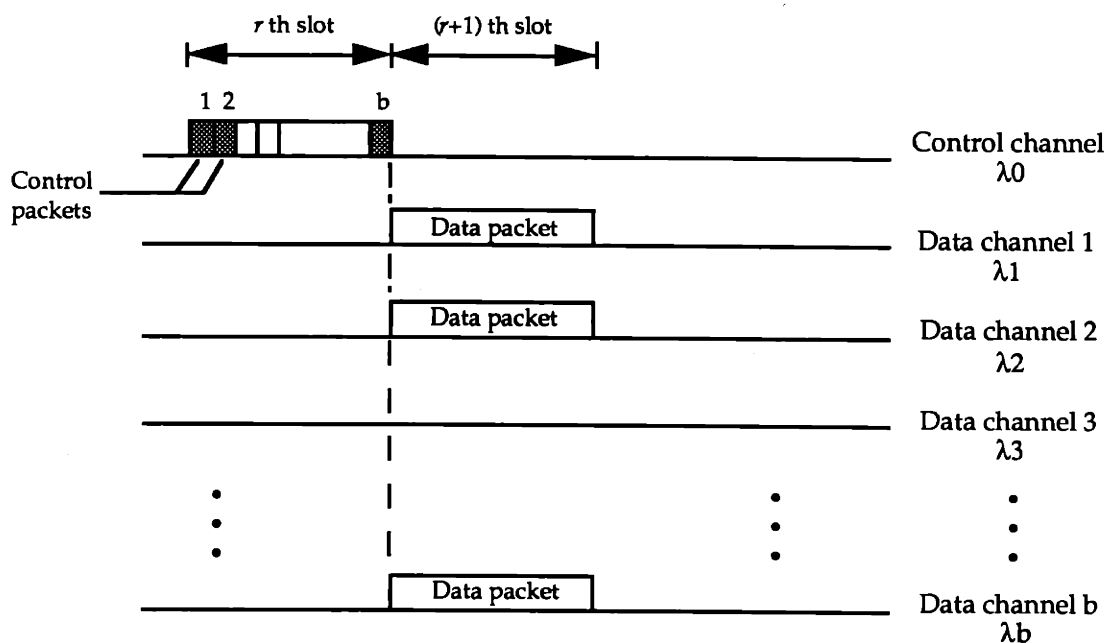 r th slot
(r+1) th slot
1 2 b
Control channel
λ0
Control
packets
Data packet
Data channel 1
λ1
Data packet
Data channel 2
λ2
Data channel 3
λ3
Data packet
Data channel b
λb